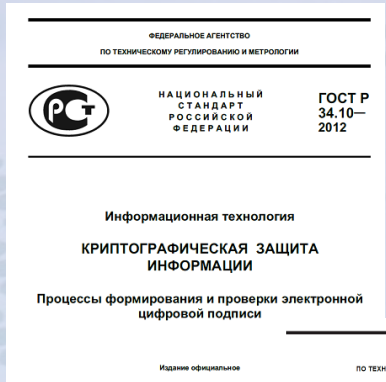 ФЕДЕРАЛЬНОЕ АГЕНТСТВО
ПО ТЕХНИЧЕСКОМУ РЕГУЛИРОВАНИЮ И МЕТРОЛОГИИ
НАЦИОНАЛЬНЫЙ
СТАНДАРТ
РОССИЙСКОЙ
ФЕДЕРАЦИИ
ГОСТ Р
34.10—
2012
Информационная технология
КРИПТОГРАФИЧЕСКАЯ ЗАЩИТА
ИНФОРМАЦИИ
Процессы формирования и проверки электронной
цифровой подписи
Издание официальное
ПО ТЕХН